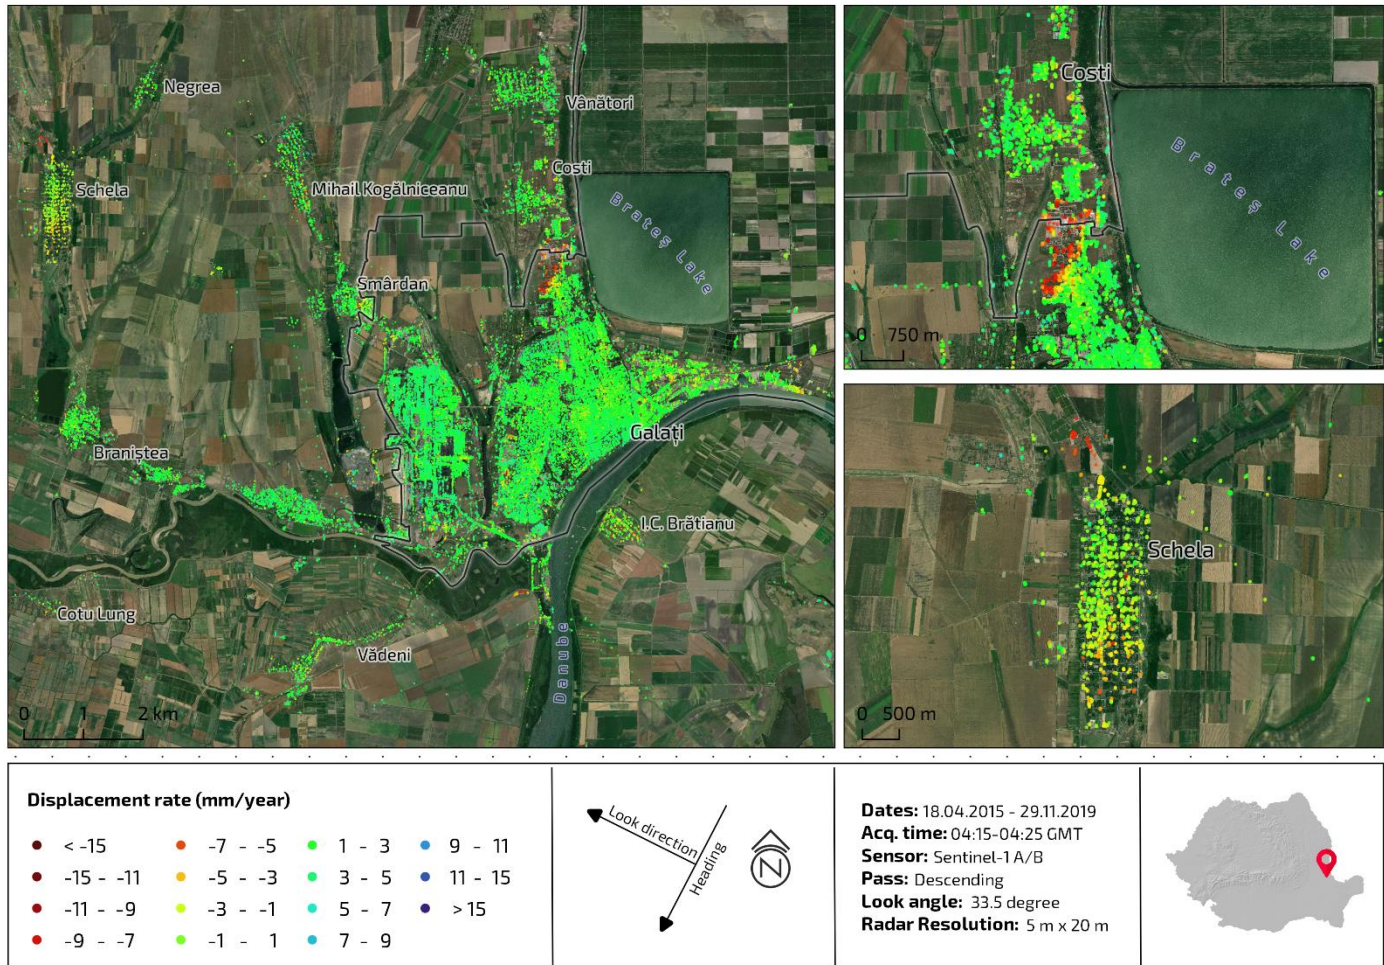 Negrea
Vânători
Schela
Mihail Kogălniceanu
Costi
Brateş Lake
Smârdan
Galați
Braniștea
I.C. Brătianu
Cotu Lung
Vădeni
Danube
0 1 2 km
Costi
Brateş Lake
0 750 m
Schela
0 500 m
Displacement rate (mm/year)
< -15
-15 - -11
-11 - -9
-9 - -7
-7 - -5
-5 - -3
-3 - -1
-1 - 1
1 - 3
3 - 5
5 - 7
7 - 9
9 - 11
11 - 15
> 15
Look direction
Heading
N
Dates: 18.04.2015 - 29.11.2019
Acq. time: 04:15-04:25 GMT
Sensor: Sentinel-1 A/B
Pass: Descending
Look angle: 33.5 degree
Radar Resolution: 5 m x 20 m